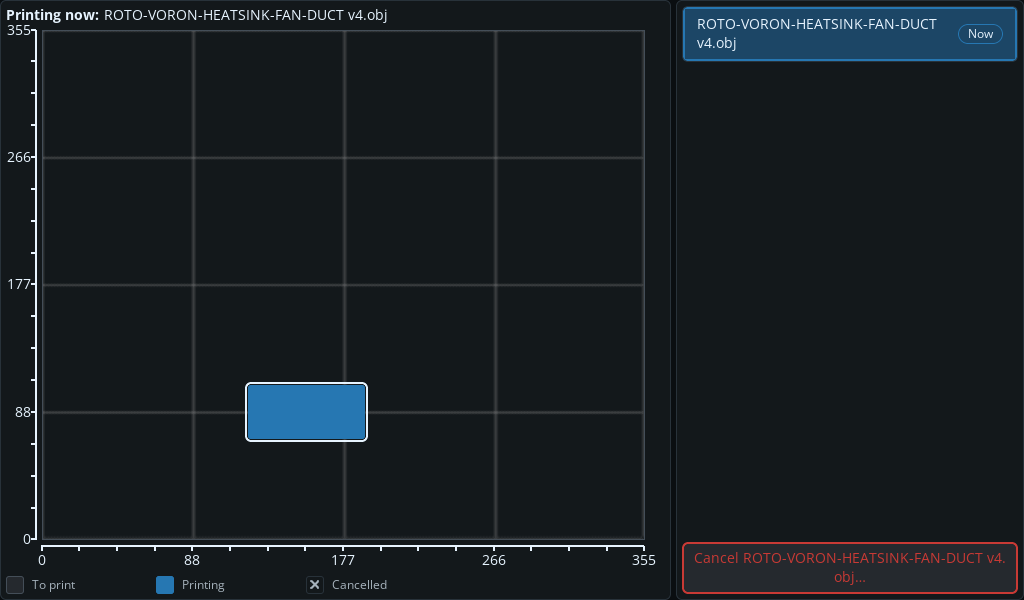 Printing now: ROTO-VORON-HEATSINK-FAN-DUCT v4.obj
355
266
177
88
0
0 88 177 266 355
To print Printing Cancelled
ROTO-VORON-HEATSINK-FAN-DUCT
v4.obj
Now
Cancel ROTO-VORON-HEATSINK-FAN-DUCT v4.
obj...